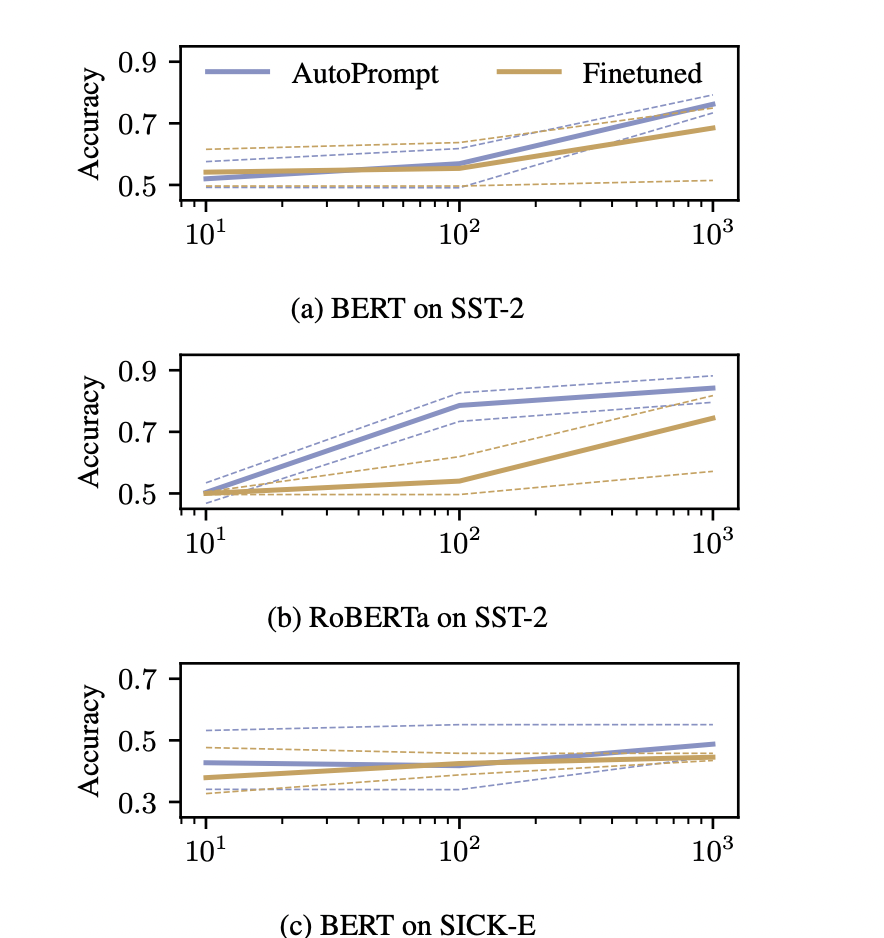 0.9
AutoPrompt Finetuned
0.7
0.5
Accuracy
10¹ 10² 10³
(a) BERT on SST-2
0.9
0.7
0.5
Accuracy
10¹ 10² 10³
(b) RoBERTa on SST-2
0.7
0.5
0.3
Accuracy
10¹ 10² 10³
(c) BERT on SICK-E